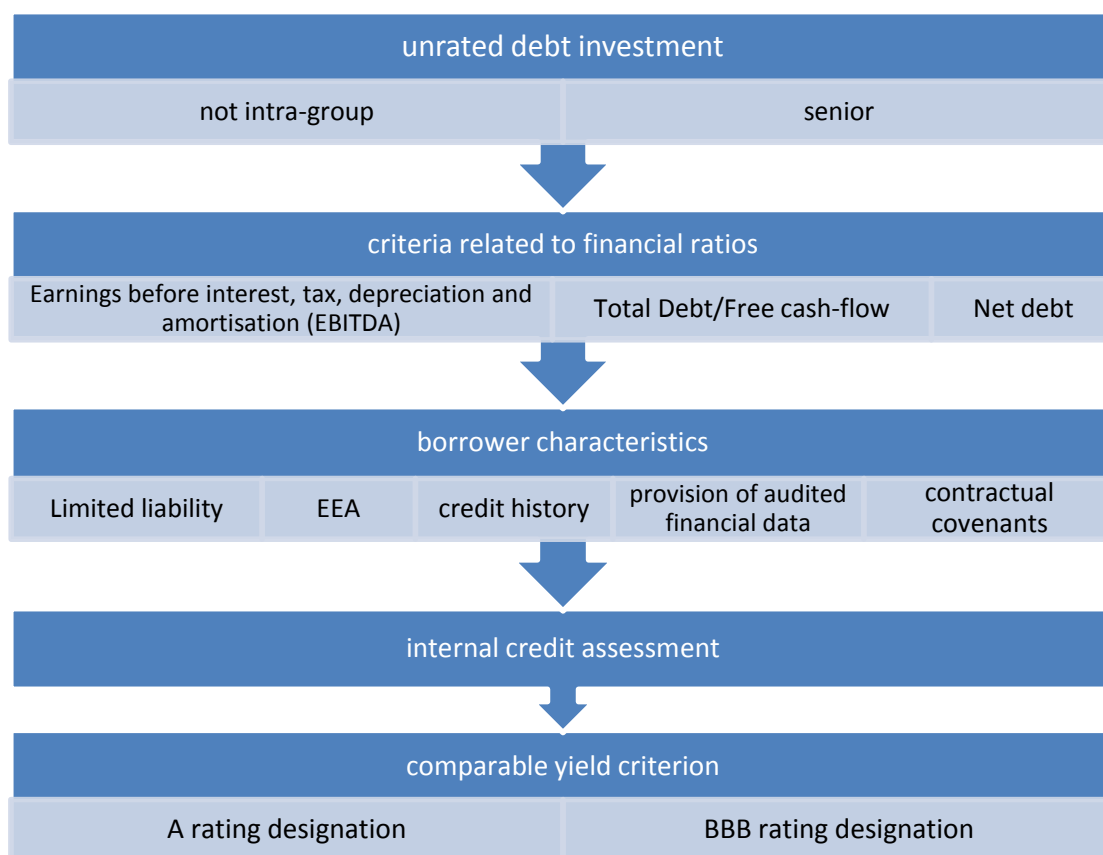 unrated debt investment
not intra-group
senior
criteria related to financial ratios
Earnings before interest, tax, depreciation and
amortisation (EBITDA)
Total Debt/Free cash-flow
Net debt
borrower characteristics
Limited liability
EEA
credit history
provision of audited
financial data
contractual
covenants
internal credit assessment
comparable yield criterion
A rating designation
BBB rating designation